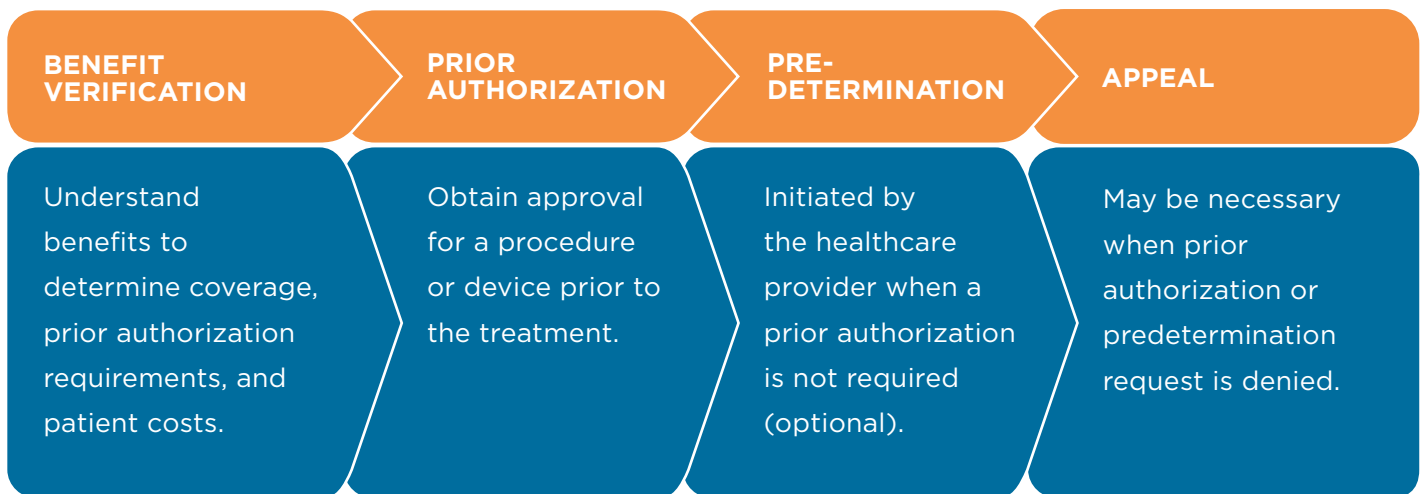 BENEFIT
VERIFICATION
PRIOR
AUTHORIZATION
PRE-
DETERMINATION
APPEAL
Understand
benefits to
determine coverage,
prior authorization
requirements, and
patient costs.
Obtain approval
for a procedure
or device prior to
the treatment.
Initiated by
the healthcare
provider when a
prior authorization
is not required
(optional).
May be necessary
when prior
authorization or
predetermination
request is denied.